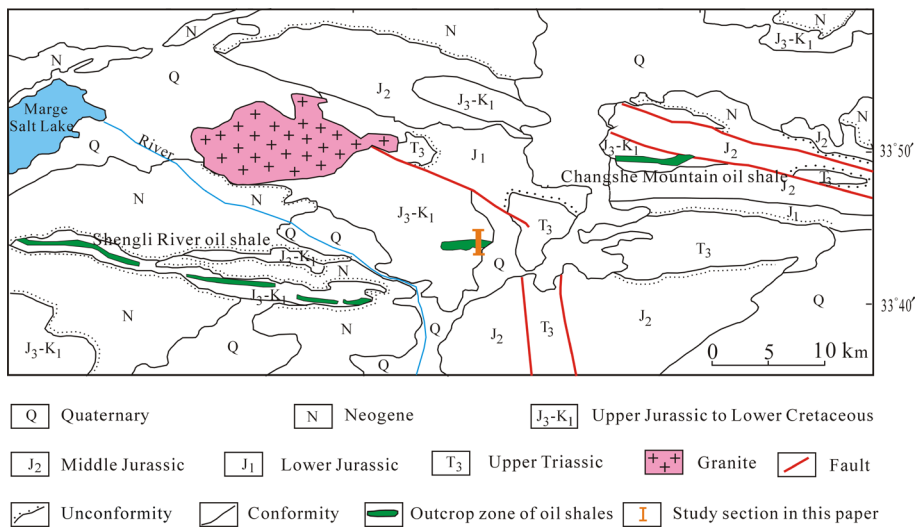 N
N
J3-K1
N
Q
Q
Marge
Salt Lake
J2
J3-K1
N
N
River
J2
Q
T3
J1
J3-K1
J2
33°50′
T3
Changshe Mountain oil shale
J2
N
N
J1
J3-K1
T3
Q
Shengli River oil shale
Q
T3
J3-K1
N
Q
Q
J3-K1
33°40′
N
N
Q
J2
T3
J2
J3-K1
Q
Q
0 5 10 km
Q Quaternary N Neogene J3-K1 Upper Jurassic to Lower Cretaceous
J2 Middle Jurassic J1 Lower Jurassic T3 Upper Triassic Granite Fault
Unconformity Conformity Outcrop zone of oil shales Study section in this paper